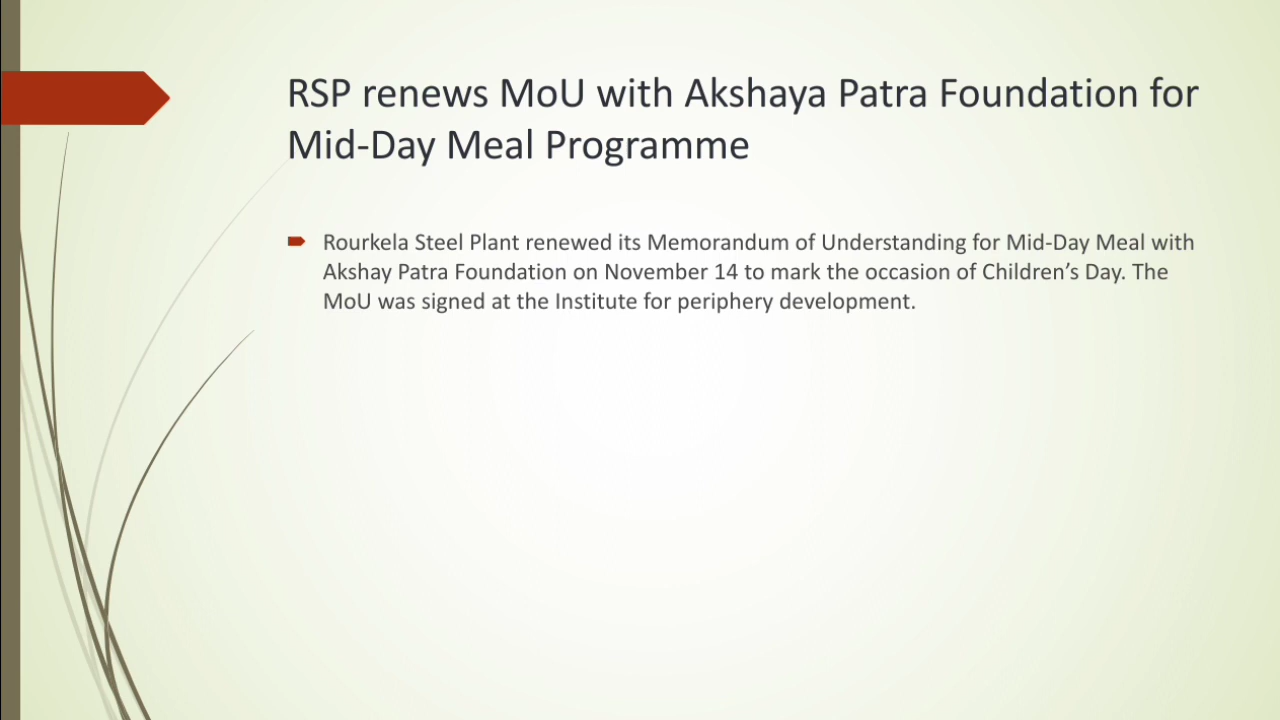 RSP renews MoU with Akshaya Patra Foundation for
Mid-Day Meal Programme
Rourkela Steel Plant renewed its Memorandum of Understanding for Mid-Day Meal with
Akshay Patra Foundation on November 14 to mark the occasion of Children’s Day. The
MoU was signed at the Institute for periphery development.